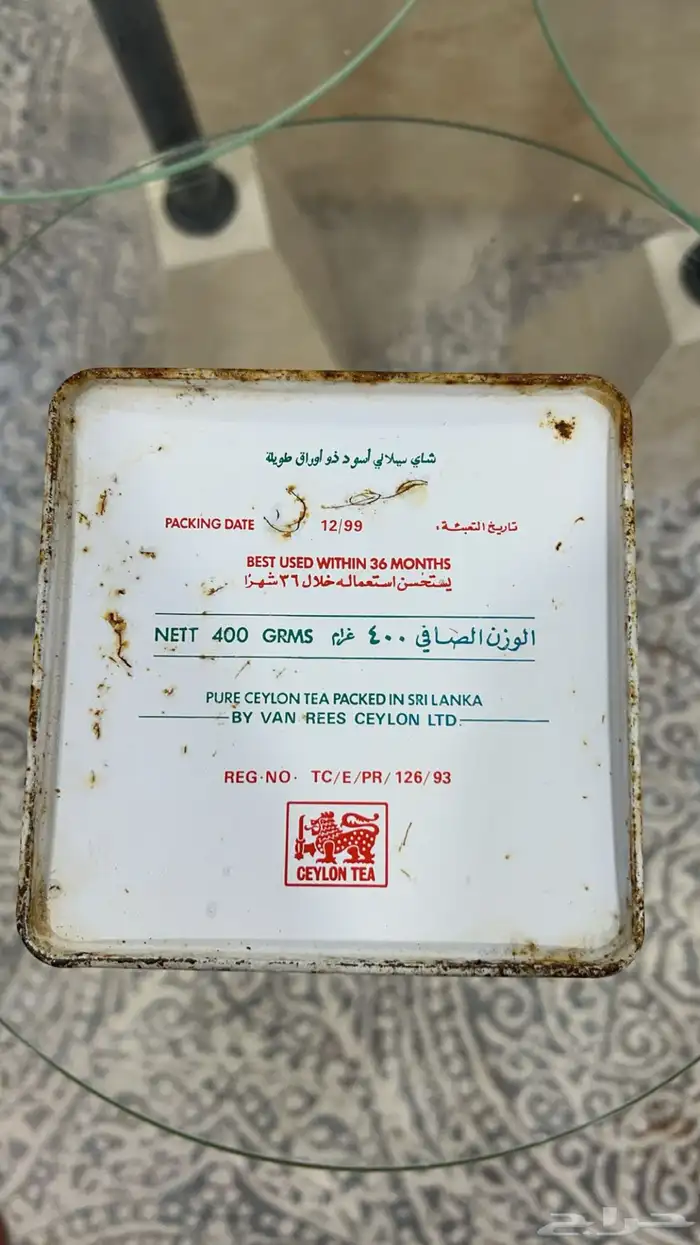 شاي سيلاني أسود ذو أوراق طويلة
PACKING DATE 12/99 تاريخ التعبئة :
BEST USED WITHIN 36 MONTHS
يستحسن استعماله خلال ٣٦ شهرًا
NETT 400 GRMS الوزن الصافي ٤٠٠ غرام
PURE CEYLON TEA PACKED IN SRI LANKA
BY VAN REES CEYLON LTD.
REG·NO· TC/E/PR/126/93
CEYLON TEA
حراج